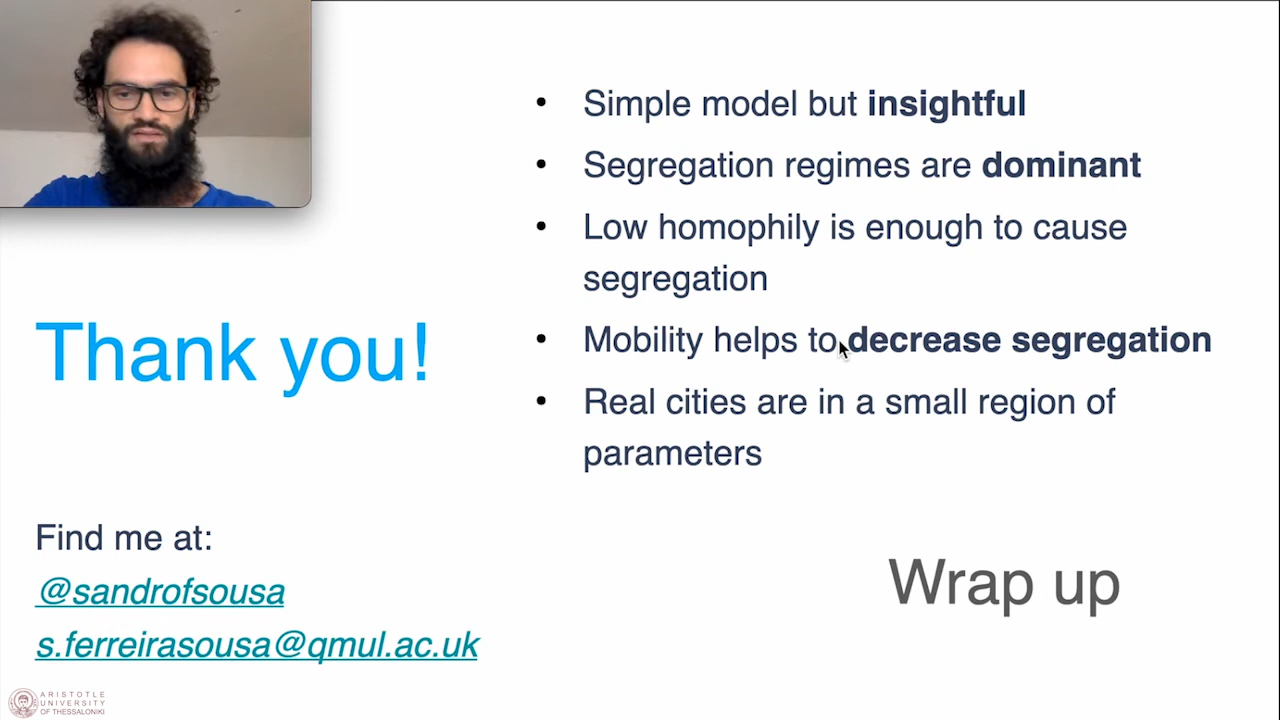 • Simple model but insightful
• Segregation regimes are dominant
• Low homophily is enough to cause
segregation
• Mobility helps to decrease segregation
• Real cities are in a small region of
parameters
Thank you!
Find me at:
@sandrofsousa
s.ferreirasousa@qmul.ac.uk
Wrap up
ARISTOTLE
UNIVERSITY
OF THESSALONIKI